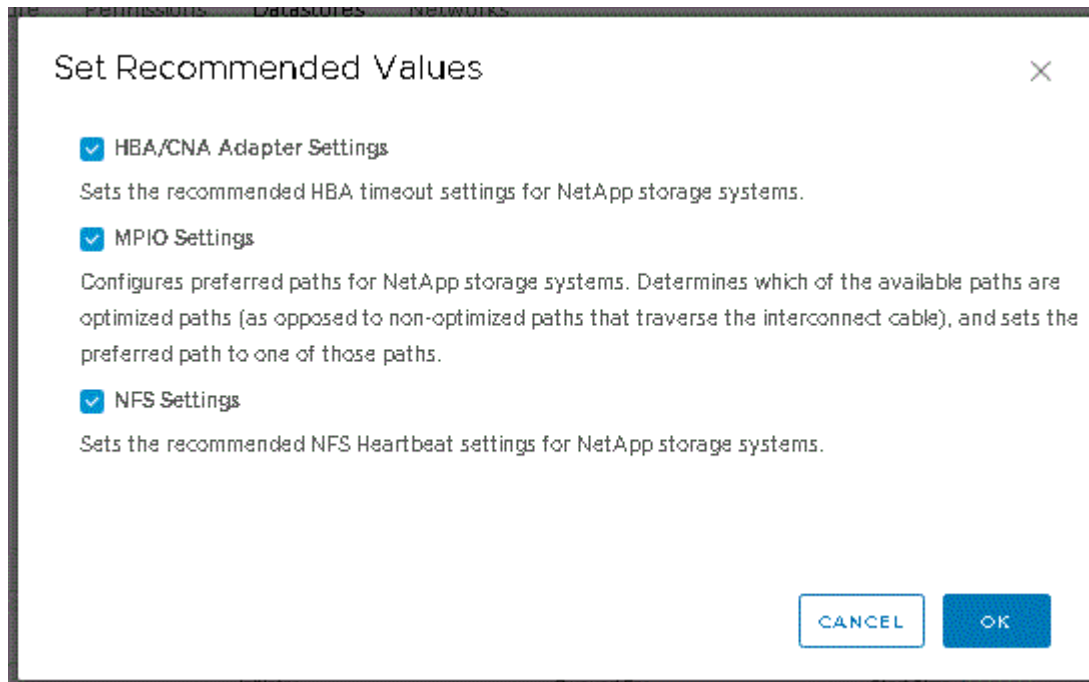 Permissions Datastores Networks
Set Recommended Values
HBA/CNA Adapter Settings
Sets the recommended HBA timeout settings for NetApp storage systems.
MPIO Settings
Configures preferred paths for NetApp storage systems. Determines which of the available paths are
optimized paths (as opposed to non-optimized paths that traverse the interconnect cable), and sets the
preferred path to one of those paths.
NFS Settings
Sets the recommended NFS Heartbeat settings for NetApp storage systems.
CANCEL OK